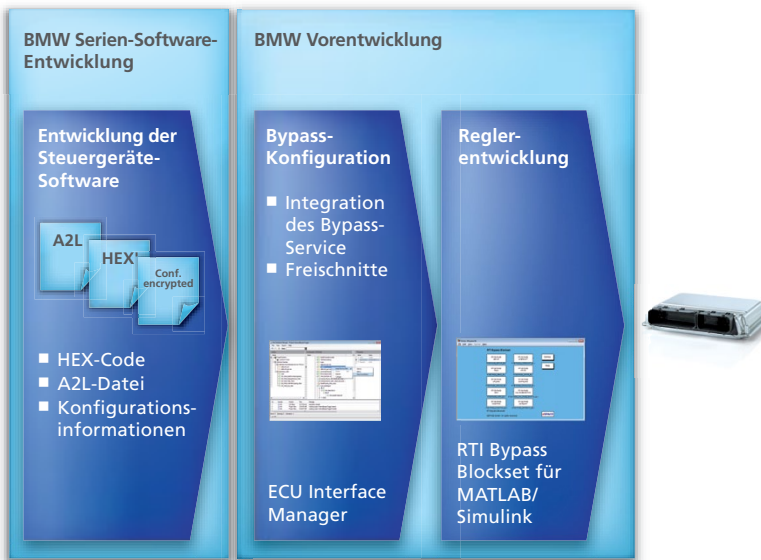 BMW Serien-Software-
Entwicklung
BMW Vorentwicklung
Entwicklung der
Steuergeräte-
Software
A2L
HEX
Conf.
encrypted
■ HEX-Code
■ A2L-Datei
■ Konfigurations-
informationen
Bypass-
Konfiguration
■ Integration
des Bypass-
Service
■ Freischnitte
ECU Interface
Manager
Regler-
entwicklung
RTI Bypass
Blockset für
MATLAB/
Simulink